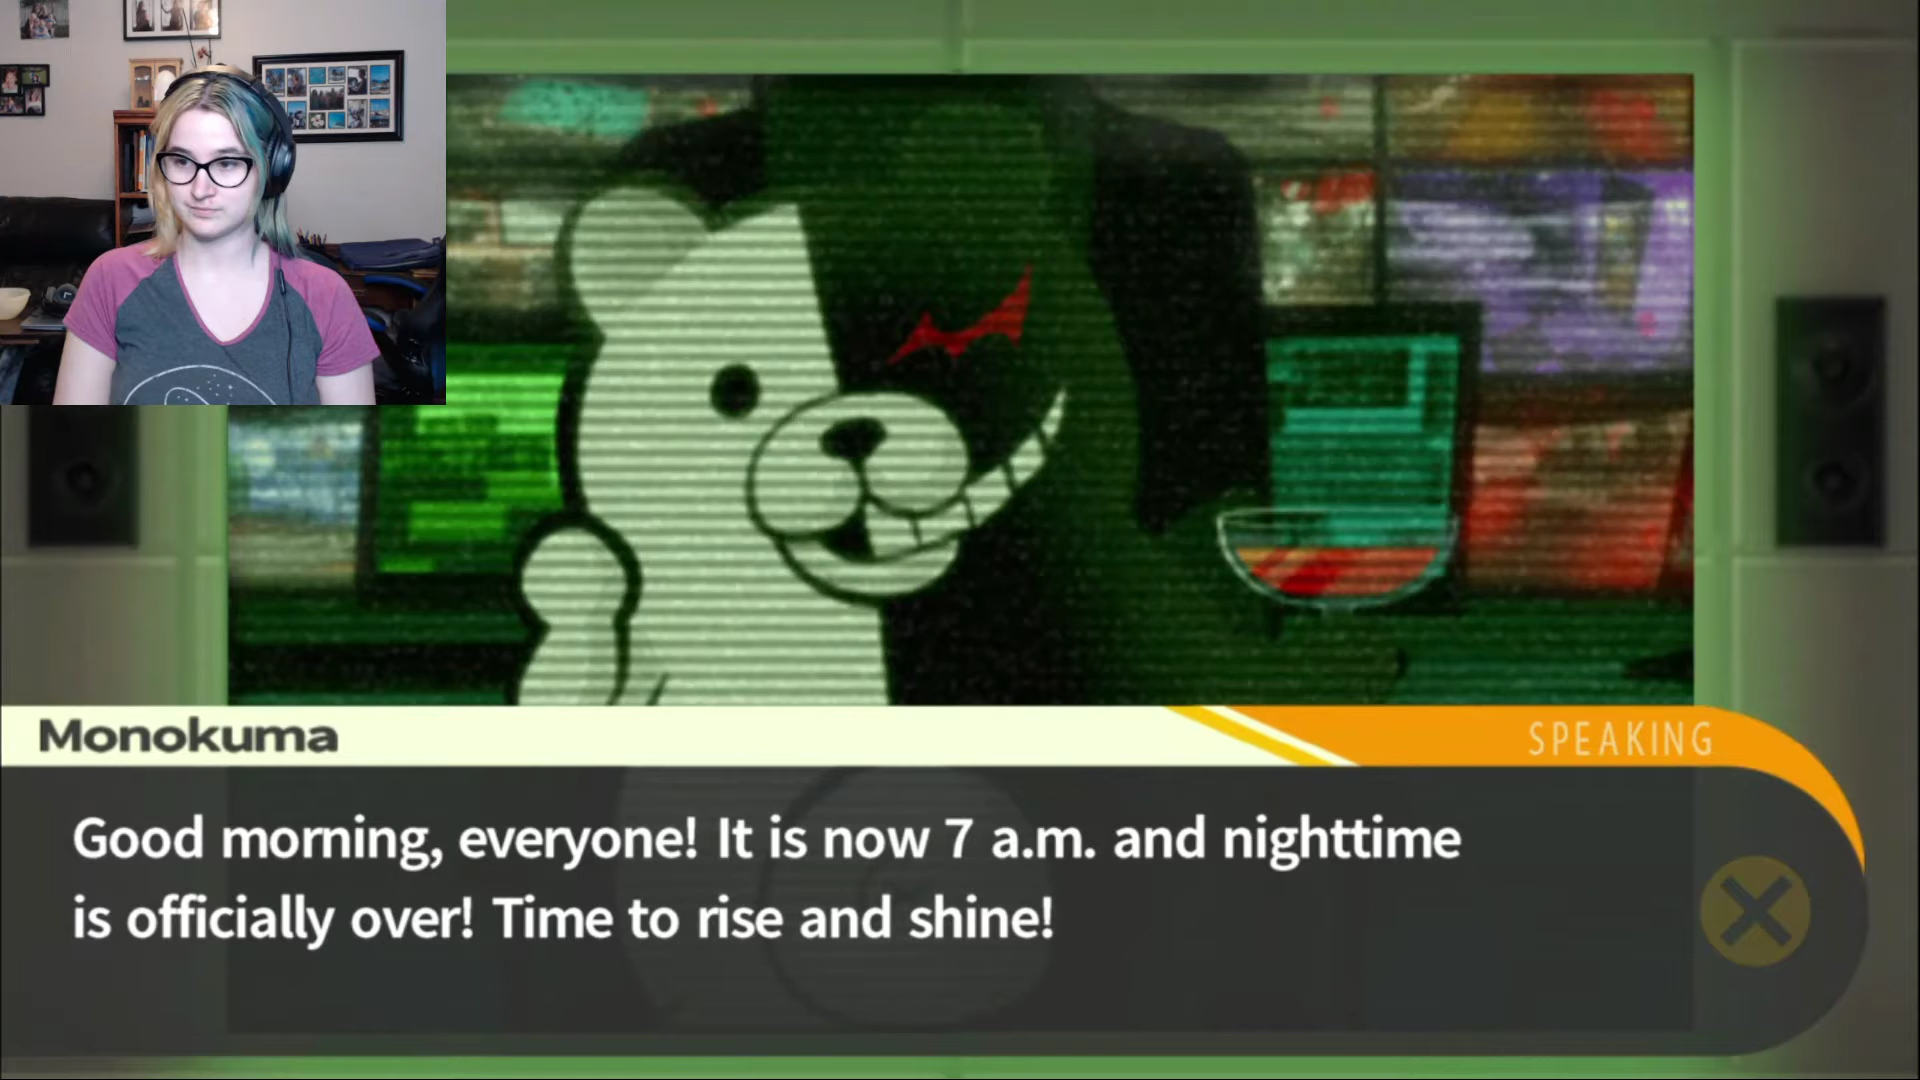 Monokuma
SPEAKING
Good morning, everyone! It is now 7 a.m. and nighttime
is officially over! Time to rise and shine!